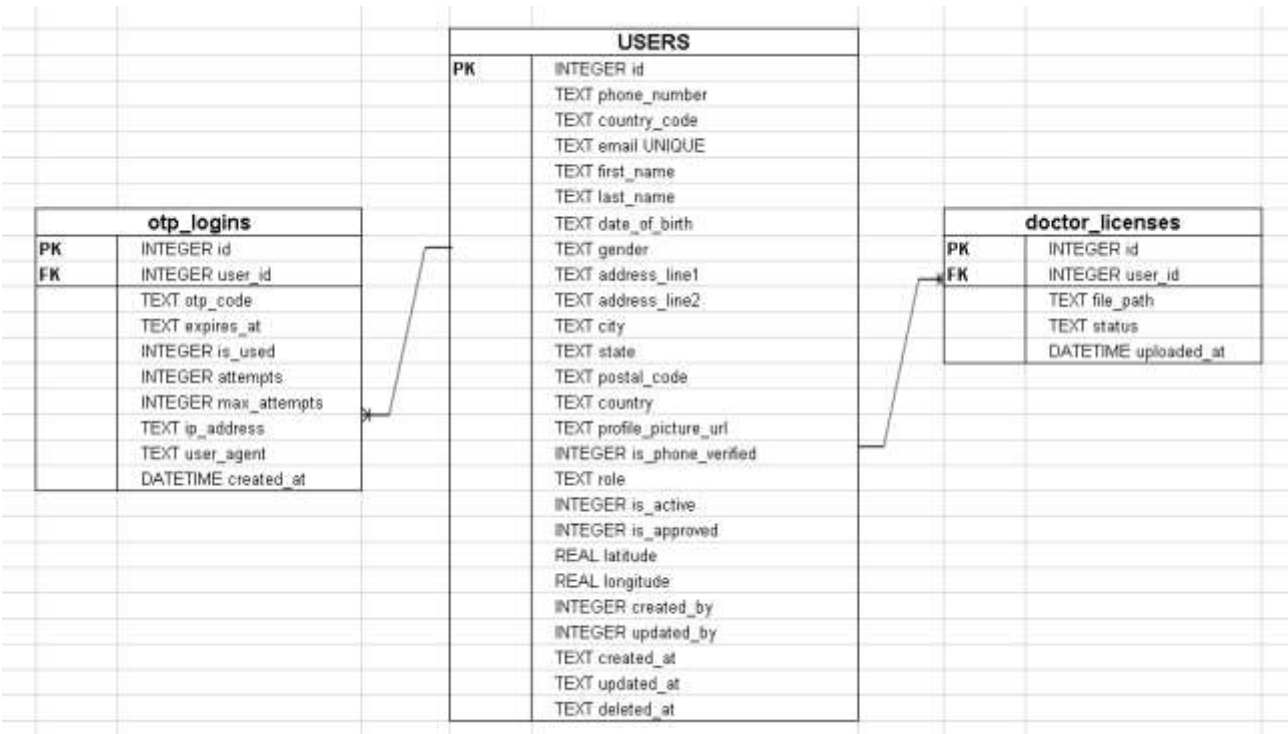 USERS
PK INTEGER id
TEXT phone_number
TEXT country_code
TEXT email UNIQUE
TEXT first_name
TEXT last_name
TEXT date_of_birth
TEXT gender
TEXT address_line1
TEXT address_line2
TEXT city
TEXT state
TEXT postal_code
TEXT country
TEXT profile_picture_url
INTEGER is_phone_verified
TEXT role
INTEGER is_active
INTEGER is_approved
REAL latitude
REAL longitude
INTEGER created_by
INTEGER updated_by
TEXT created_at
TEXT updated_at
TEXT deleted_at
otp_logins
PK INTEGER id
FK INTEGER user_id
TEXT otp_code
TEXT expires_at
INTEGER is_used
INTEGER attempts
INTEGER max_attempts
TEXT ip_address
TEXT user_agent
DATETIME created_at
doctor_licenses
PK INTEGER id
FK INTEGER user_id
TEXT file_path
TEXT status
DATETIME uploaded_at